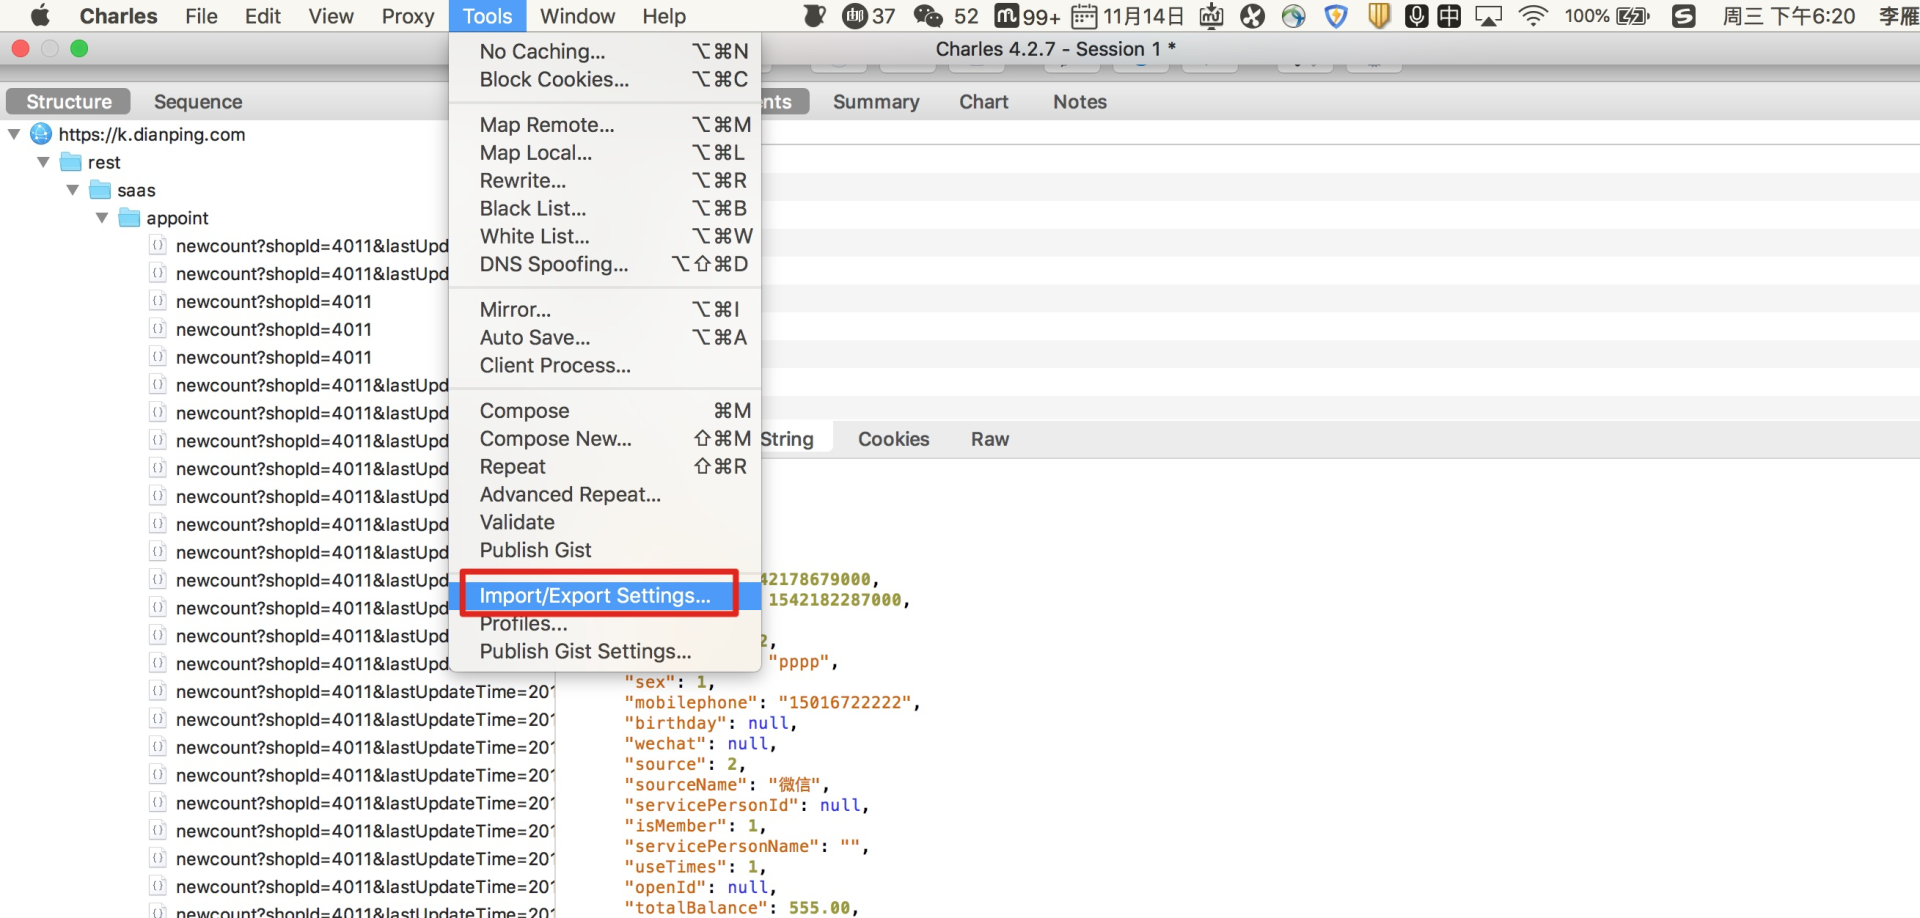 Charles File Edit View Proxy Tools Window Help 37 52 99+ 11月14日 中 100% 周三 下午6:20 李雁
Charles 4.2.7 - Session 1 *
Structure Sequence
nts Summary Chart Notes
https://k.dianping.com
rest
saas
appoint
newcount?shopId=4011&lastUpd
newcount?shopId=4011&lastUpd
newcount?shopId=4011
newcount?shopId=4011
newcount?shopId=4011
newcount?shopId=4011&lastUpd
newcount?shopId=4011&lastUpd
newcount?shopId=4011&lastUpd
newcount?shopId=4011&lastUpd
newcount?shopId=4011&lastUpd
newcount?shopId=4011&lastUpd
newcount?shopId=4011&lastUpd
newcount?shopId=4011&lastUpd
newcount?shopId=4011&lastUpd
newcount?shopId=4011&lastUpd
newcount?shopId=4011&lastUpd
newcount?shopId=4011&lastUpdateTime=201
newcount?shopId=4011&lastUpdateTime=201
newcount?shopId=4011&lastUpdateTime=201
newcount?shopId=4011&lastUpdateTime=201
newcount?shopId=4011&lastUpdateTime=201
newcount?shopId=4011&lastUpdateTime=201
newcount?shopId=4011&lastUpdateTime=201
newcount?shopId=4011&lastUpdateTime=201
newcount?shopId=4011&lastUpdateTime=201
No Caching... ⌥⌘N
Block Cookies... ⌥⌘C
Map Remote... ⌥⌘M
Map Local... ⌥⌘L
Rewrite... ⌥⌘R
Black List... ⌥⌘B
White List... ⌥⌘W
DNS Spoofing... ⌥⇧⌘D
Mirror... ⌥⌘I
Auto Save... ⌥⌘A
Client Process...
Compose ⌘M
Compose New... ⇧⌘M
Repeat ⇧⌘R
Advanced Repeat...
Validate
Publish Gist
Import/Export Settings...
Profiles...
Publish Gist Settings...
String Cookies Raw
42178679000,
1542182287000,
2,
"pppp",
"sex": 1,
"mobilephone": "15016722222",
"birthday": null,
"wechat": null,
"source": 2,
"sourceName": "微信",
"servicePersonId": null,
"isMember": 1,
"servicePersonName": "",
"useTimes": 1,
"openId": null,
"totalBalance": 555.00,